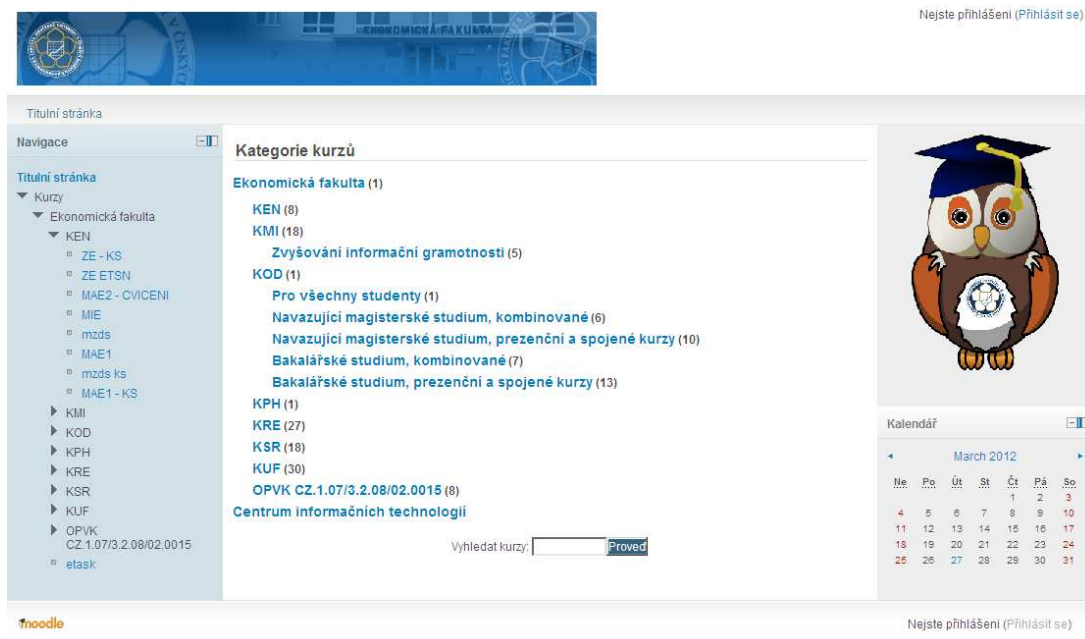 EKONOMICKÁ FAKULTA
Nejste přihlášeni (Přihlásit se)
Titulní stránka
Navigace
Titulní stránka
Kurzy
Ekonomická fakulta
KEN
ZE - KS
ZE ETSN
MAE2 - CVICENI
MIE
mzds
MAE1
mzds ks
MAE1 - KS
KMI
KOD
KPH
KRE
KSR
KUF
OPVK
CZ.1.07/3.2.08/02.0015
etask
Kategorie kurzů
Ekonomická fakulta (1)
KEN (8)
KMI (18)
Zvyšování informační gramotnosti (5)
KOD (1)
Pro všechny studenty (1)
Navazující magisterské studium, kombinované (6)
Navazující magisterské studium, prezenční a spojené kurzy (10)
Bakalářské studium, kombinované (7)
Bakalářské studium, prezenční a spojené kurzy (13)
KPH (1)
KRE (27)
KSR (18)
KUF (30)
OPVK CZ.1.07/3.2.08/02.0015 (8)
Centrum informačních technologií
Vyhledat kurzy: Proveď
Kalendář
March 2012
Ne Po Út St Čt Pá So
1 2 3
4 5 6 7 8 9 10
11 12 13 14 15 16 17
18 19 20 21 22 23 24
25 26 27 28 29 30 31
moodle
Nejste přihlášeni (Přihlásit se)